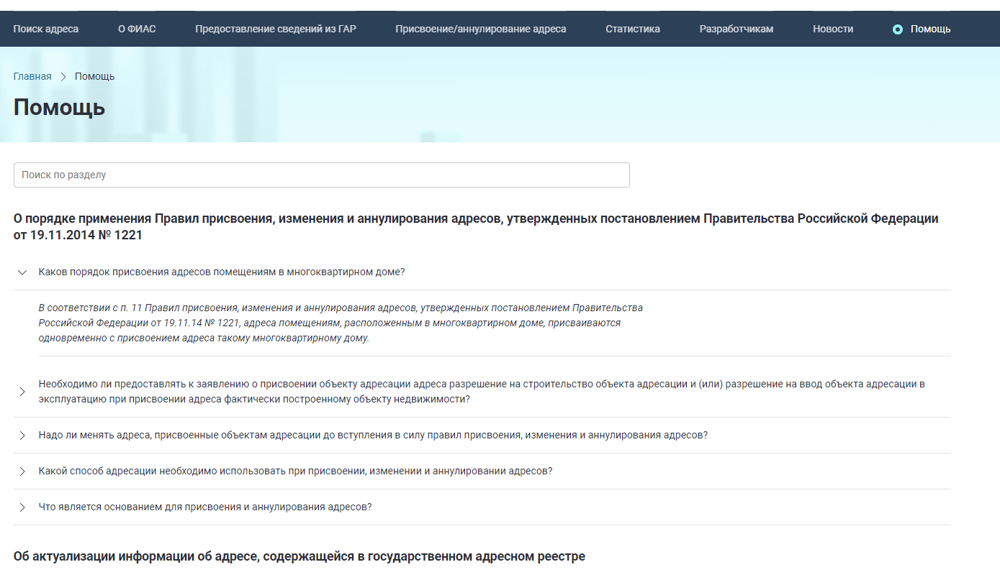 Поиск адреса О ФИАС Предоставление сведений из ГАР Присвоение/аннулирование адреса Статистика Разработчикам Новости Помощь
Главная Помощь
Помощь
Поиск по разделу
О порядке применения Правил присвоения, изменения и аннулирования адресов, утвержденных постановлением Правительства Российской Федерации
от 19.11.2014 № 1221
Каков порядок присвоения адресов помещениям в многоквартирном доме?
В соответствии с п. 11 Правил присвоения, изменения и аннулирования адресов, утвержденных постановлением Правительства
Российской Федерации от 19.11.14 № 1221, адреса помещениям, расположенным в многоквартирном доме, присваиваются
одновременно с присвоением адреса такому многоквартирному дому.
Необходимо ли предоставлять к заявлению о присвоении объекту адресации адреса разрешение на строительство объекта адресации и (или) разрешение на ввод объекта адресации в
эксплуатацию при присвоении адреса фактически построенному объекту недвижимости?
Надо ли менять адреса, присвоенные объектам адресации до вступления в силу правил присвоения, изменения и аннулирования адресов?
Какой способ адресации необходимо использовать при присвоении, изменении и аннулировании адресов?
Что является основанием для присвоения и аннулирования адресов?
Об актуализации информации об адресе, содержащейся в государственном адресном реестре